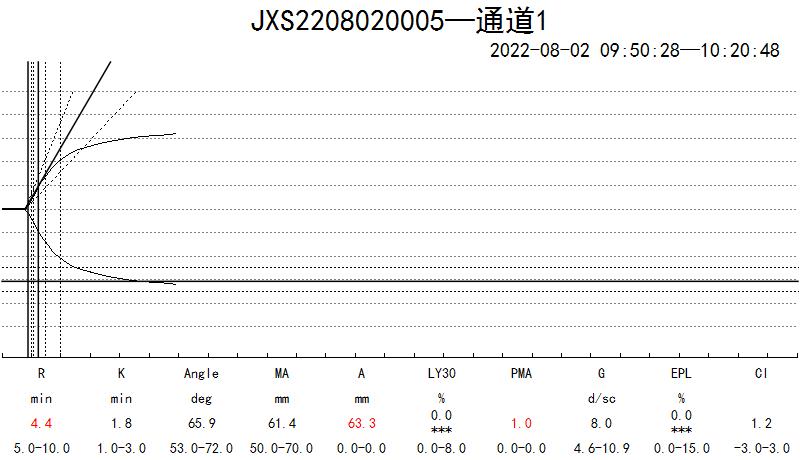 JXS2208020005—通道1
2022-08-02 09:50:28—10:20:48
R K Angle MA A LY30 PMA G EPL CI
min min deg mm mm % d/sc %
4.4 1.8 65.9 61.4 63.3 0.0 *** 1.0 8.0 0.0 *** 1.2
5.0-10.0 1.0-3.0 53.0-72.0 50.0-70.0 0.0-0.0 0.0-8.0 0.0-0.0 4.6-10.9 0.0-15.0 -3.0-3.0